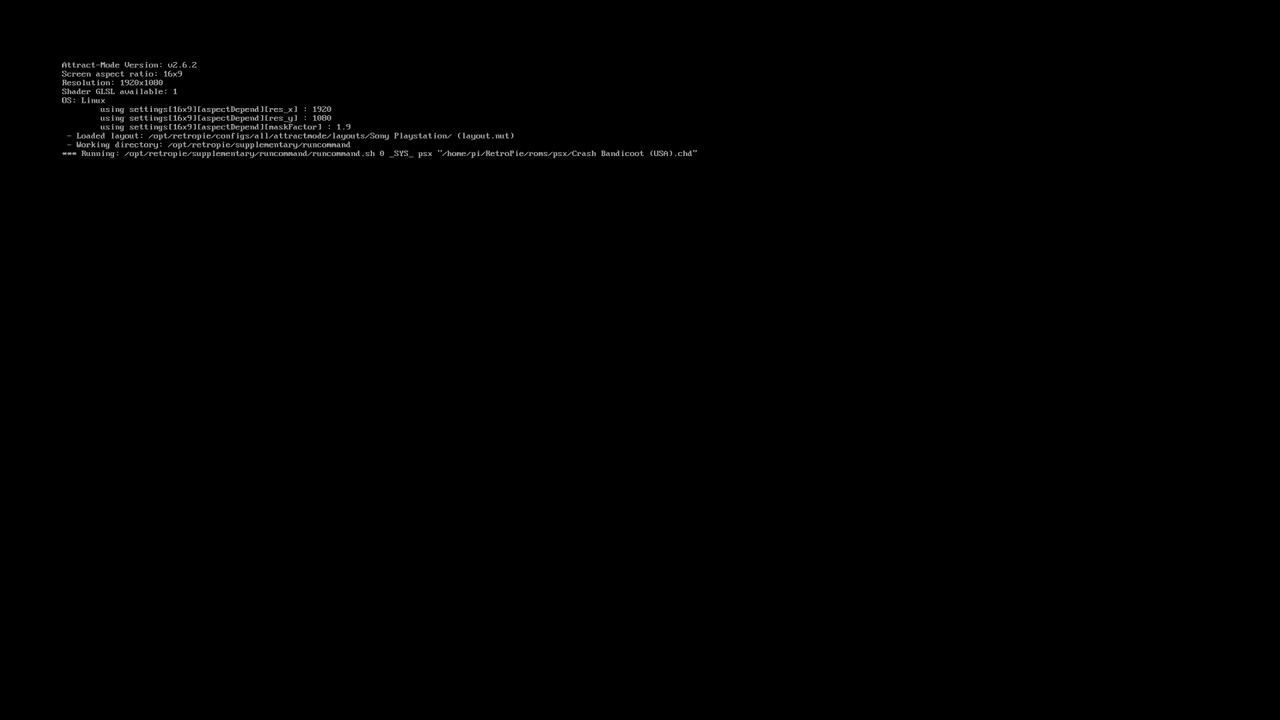 Attract-Mode Version: v2.6.2
Screen aspect ratio: 16x9
Resolution: 1920x1080
Shader GLSL available: 1
OS: Linux
using settings[16x9][aspectDepend][res_x] : 1920
using settings[16x9][aspectDepend][res_y] : 1080
using settings[16x9][aspectDepend][maskFactor] : 1.9
- Loaded layout: /opt/retropie/configs/all/attractmode/layouts/Sony Playstation/ (layout.nut)
- Working directory: /opt/retropie/supplementary/runcommand
*** Running: /opt/retropie/supplementary/runcommand/runcommand.sh 0 _SYS_ psx "/home/pi/RetroPie/roms/psx/Crash Bandicoot (USA).chd"